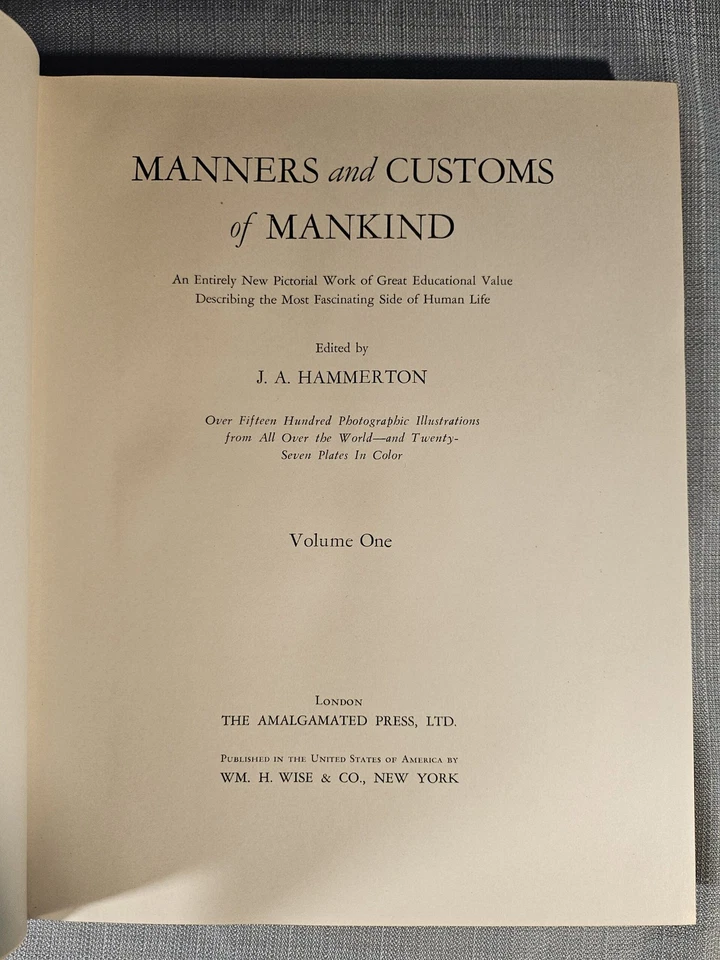 MANNERS and CUSTOMS
of MANKIND
An Entirely New Pictorial Work of Great Educational Value
Describing the Most Fascinating Side of Human Life
Edited by
J. A. HAMMERTON
Over Fifteen Hundred Photographic Illustrations
from All Over the World—and Twenty-
Seven Plates In Color
Volume One
London
THE AMALGAMATED PRESS, LTD.
Published in the United States of America by
WM. H. WISE & CO., NEW YORK